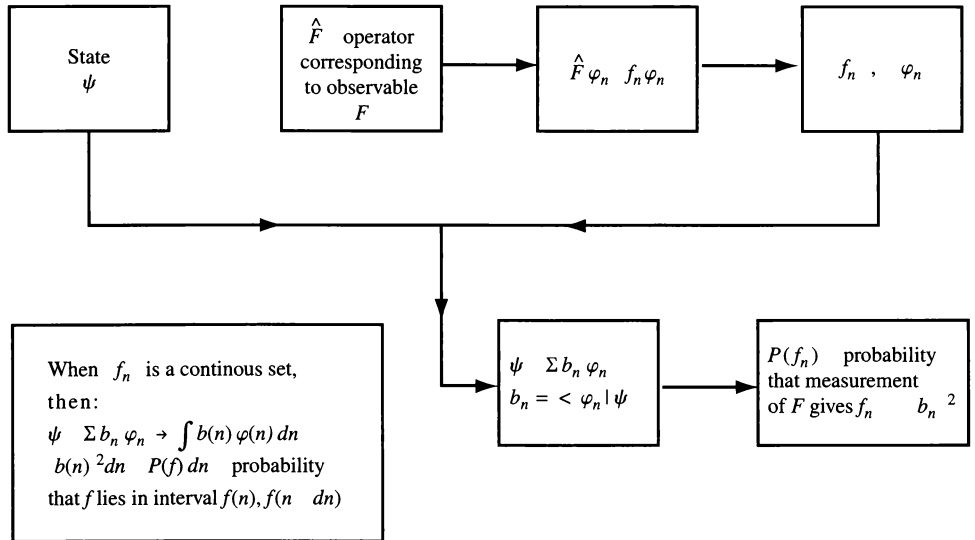 State
ψ
F̂ operator
corresponding
to observable
F
F̂ φₙ fₙφₙ
fₙ , φₙ
ψ Σ bₙ φₙ
bₙ = < φₙ | ψ
P(fₙ) probability
that measurement
of F gives fₙ bₙ ²
When fₙ is a continous set,
then:
ψ Σ bₙ φₙ → ∫ b(n) φ(n) dn
b(n) ²dn P(f) dn probability
that f lies in interval f(n), f(n dn)